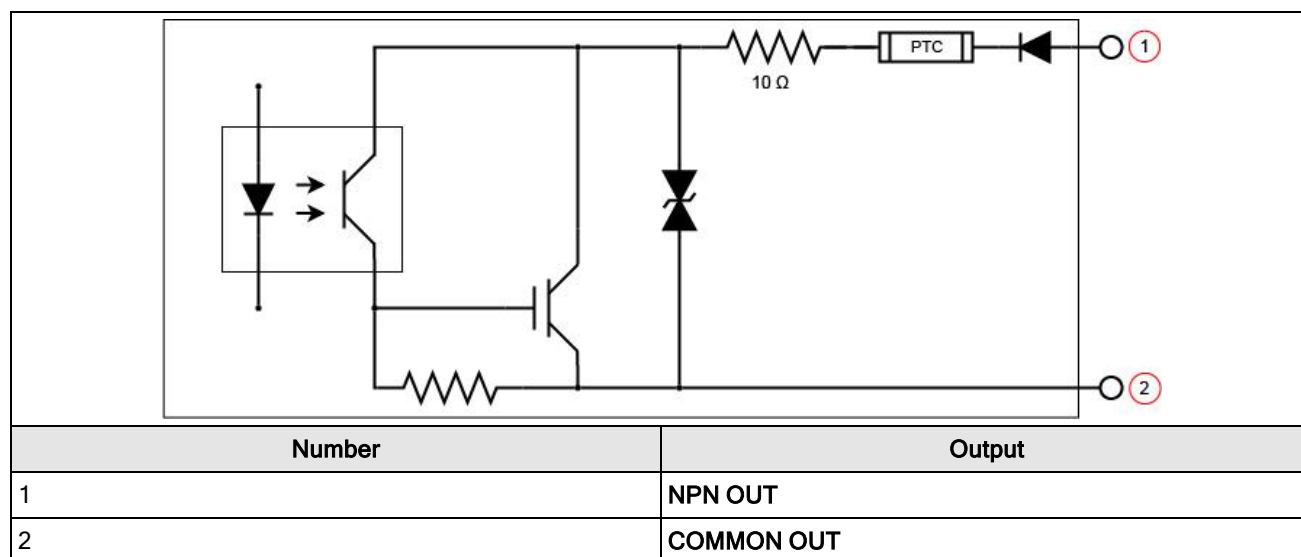 PTC
1
10 Ω
2
Number Output
1 NPN OUT
2 COMMON OUT